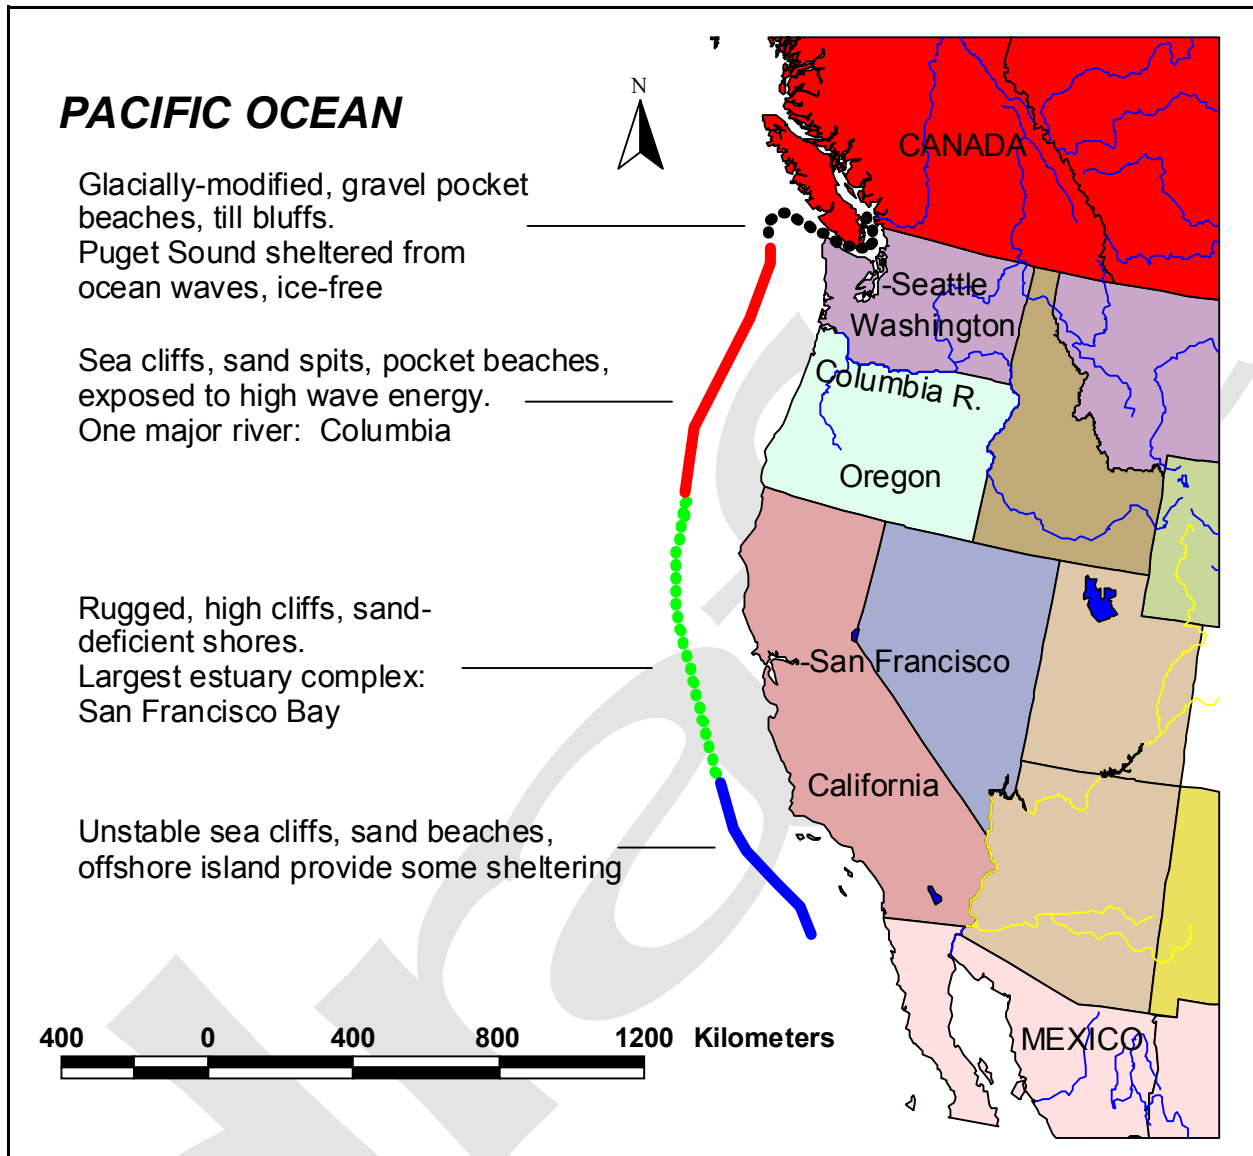 N
PACIFIC OCEAN
CANADA
Glacially-modified, gravel pocket
beaches, till bluffs.
Puget Sound sheltered from
ocean waves, ice-free
-Seattle
Washington
Sea cliffs, sand spits, pocket beaches,
exposed to high wave energy.
One major river: Columbia
Columbia R.
Oregon
Rugged, high cliffs, sand-
deficient shores.
Largest estuary complex:
San Francisco Bay
-San Francisco
California
Unstable sea cliffs, sand beaches,
offshore island provide some sheltering
400 0 400 800 1200 Kilometers
MEXICO
draft